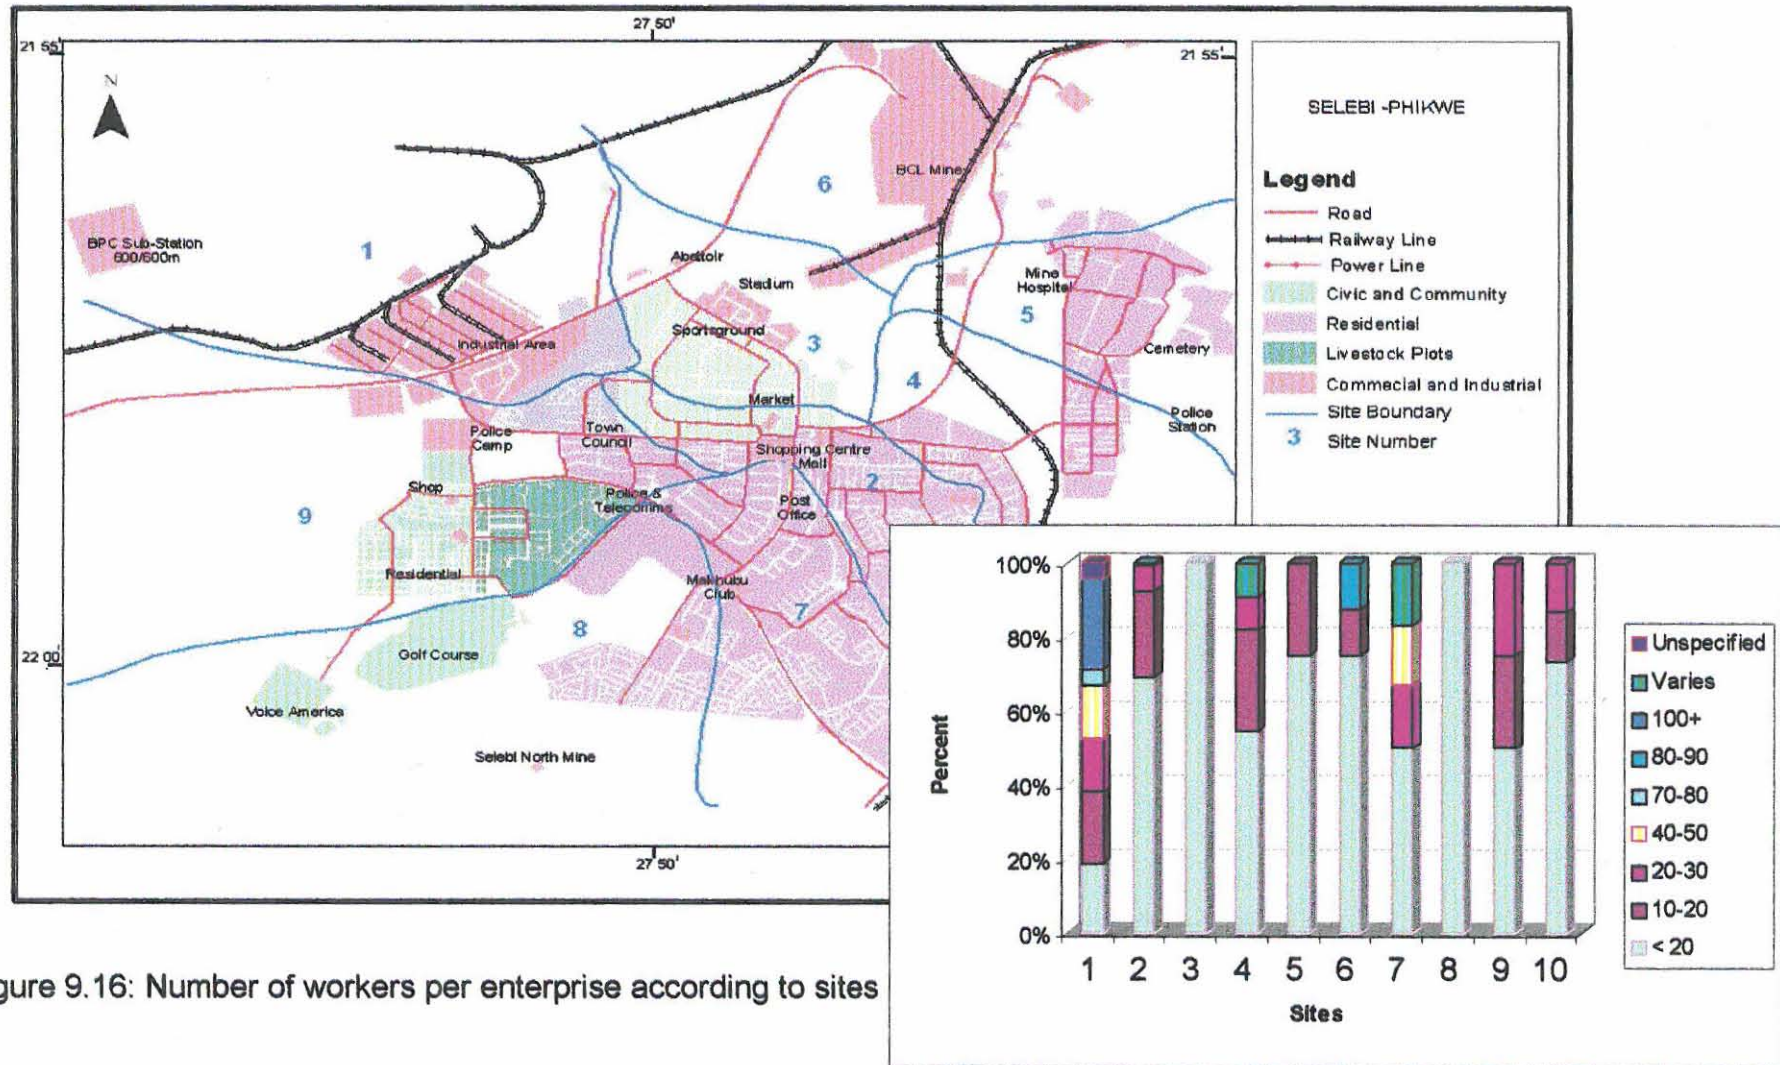 27 50'
21 55'
21 55'
N
SELEBI -PHIKWE
Legend
Road
Railway Line
Power Line
Civic and Community
Residential
Livestock Plots
Commecial and Industrial
Site Boundary
3 Site Number
BCL Mine
6
BPC Sub-Station
600/600m
1
Abattoir
Stadium
Mine
Hospital
5
Sportsground
3
Industrial Area
Cemetery
4
Market
Police
Station
Police
Camp
Town
Council
Shopping Centre
Mall
2
Shop
Police &
Telecomms
Post
Office
9
Residential
Makhubu
Club
7
8
Golf Course
22 00'
Voice America
Selebi North Mine
27 50'
100%
80%
60%
40%
20%
0%
Percent
1 2 3 4 5 6 7 8 9 10
Sites
Unspecified
Varies
100+
80-90
70-80
40-50
20-30
10-20
< 20
gure 9.16: Number of workers per enterprise according to sites